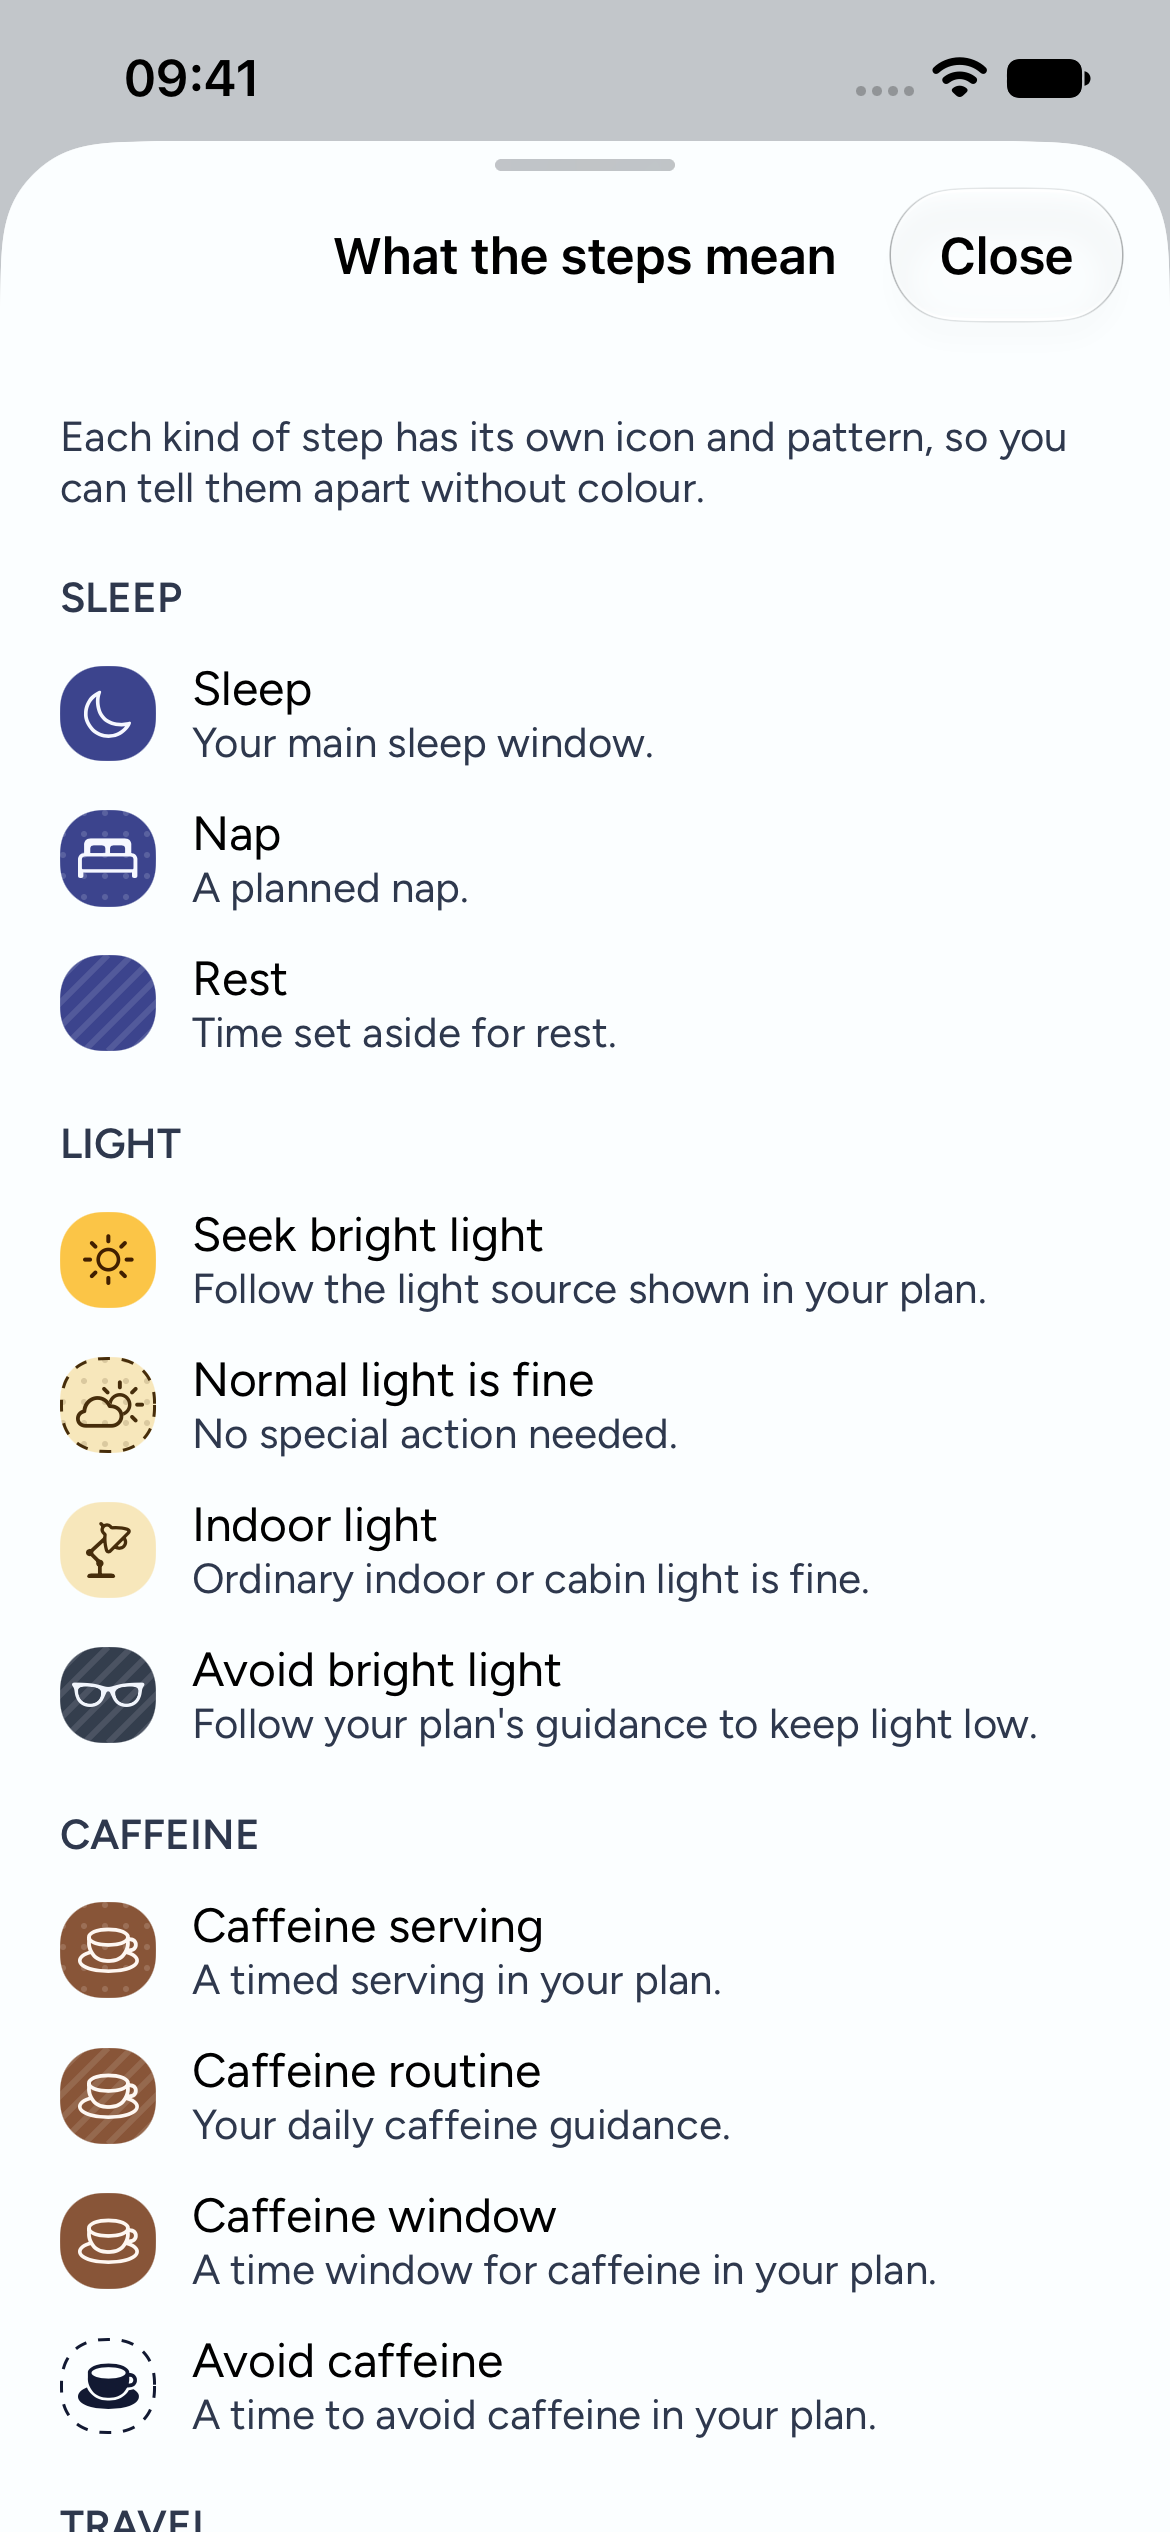 09:41
What the steps mean
Close
Each kind of step has its own icon and pattern, so you
can tell them apart without colour.
SLEEP
Sleep
Your main sleep window.
Nap
A planned nap.
Rest
Time set aside for rest.
LIGHT
Seek bright light
Follow the light source shown in your plan.
Normal light is fine
No special action needed.
Indoor light
Ordinary indoor or cabin light is fine.
Avoid bright light
Follow your plan's guidance to keep light low.
CAFFEINE
Caffeine serving
A timed serving in your plan.
Caffeine routine
Your daily caffeine guidance.
Caffeine window
A time window for caffeine in your plan.
Avoid caffeine
A time to avoid caffeine in your plan.
TRAVEL